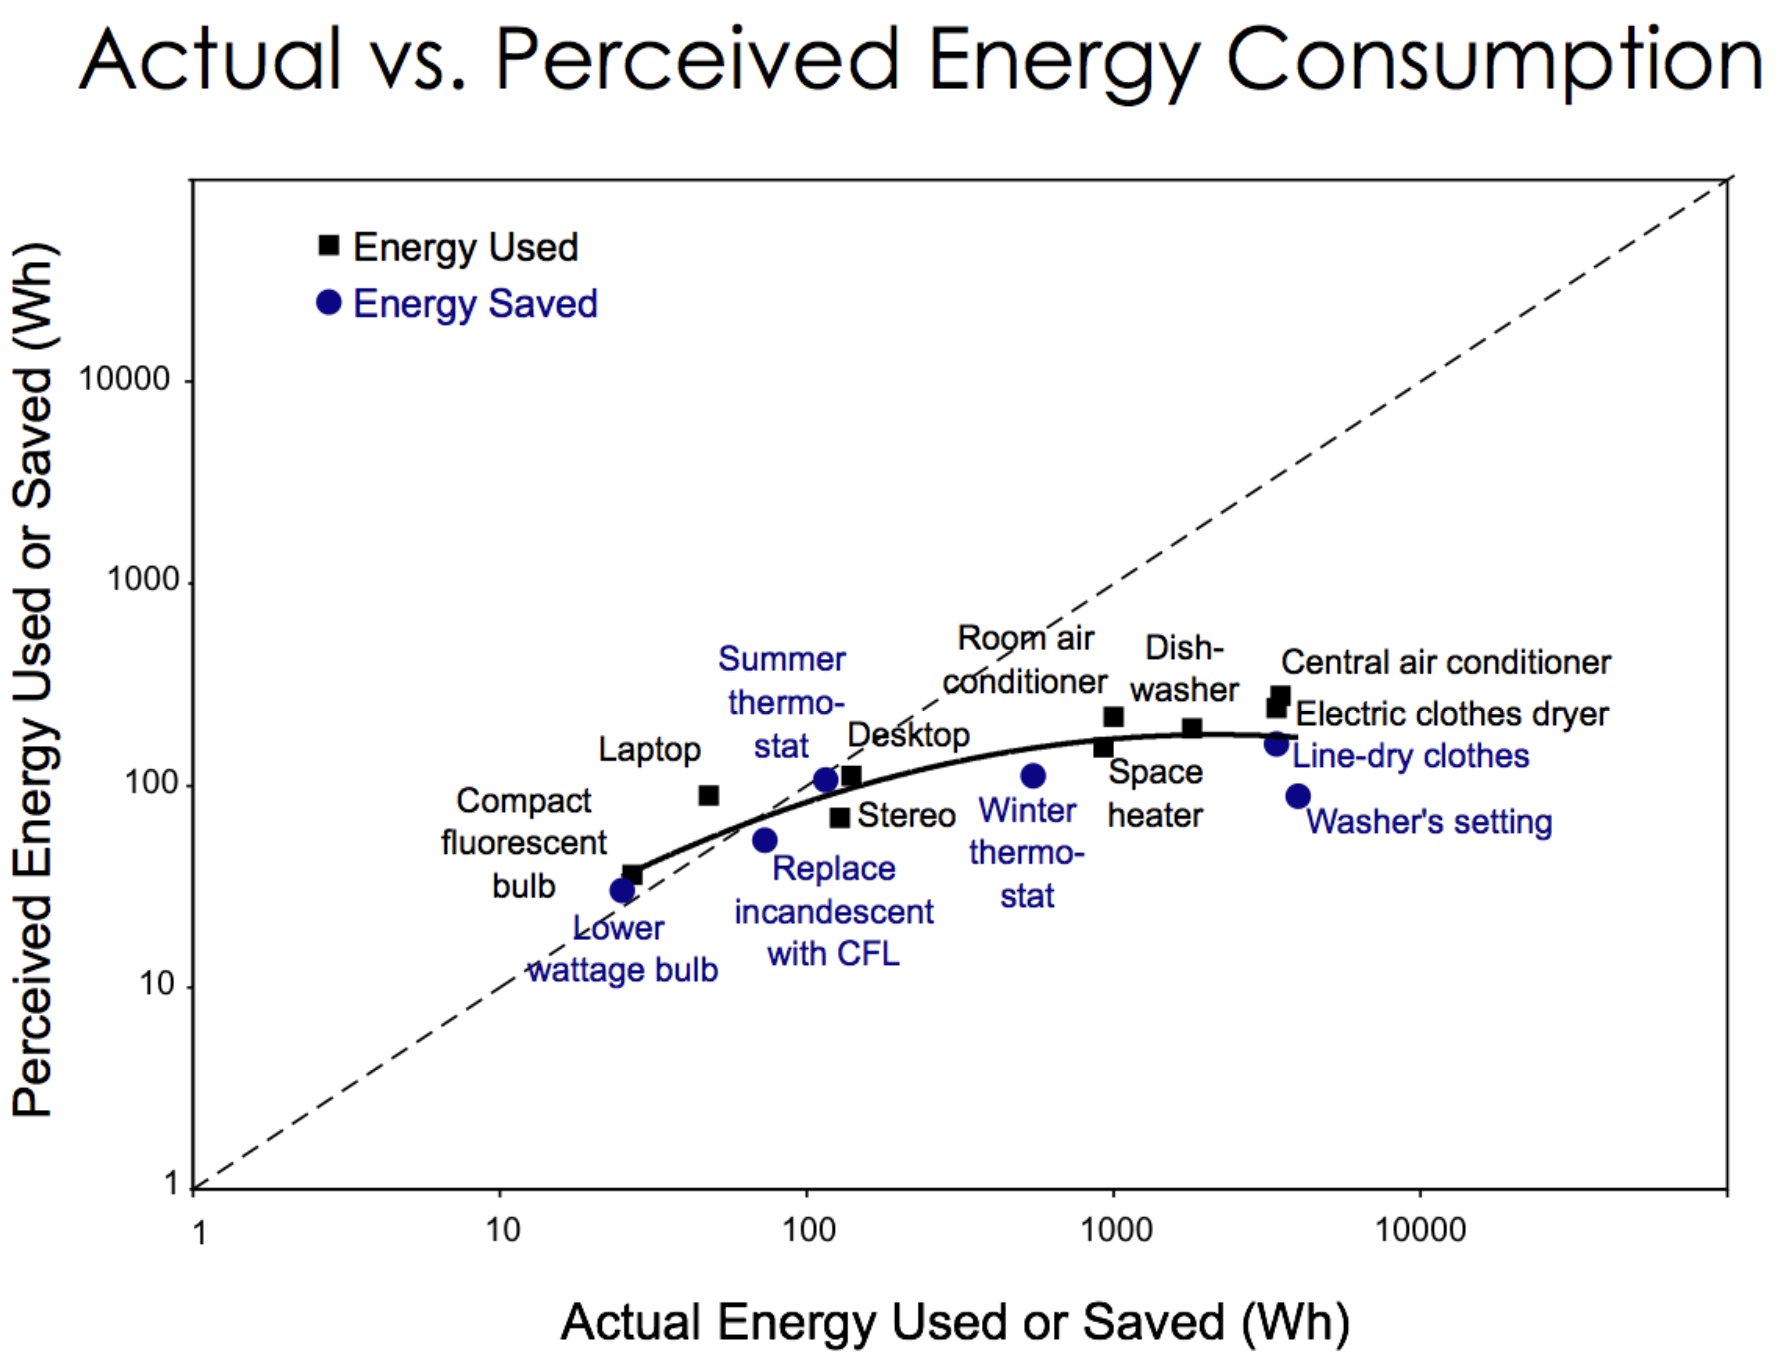 Actual vs. Perceived Energy Consumption
Perceived Energy Used or Saved (Wh)
Energy Used
Energy Saved
10000
1000
100
10
1
Room air
conditioner
Dish-
washer
Central air conditioner
Electric clothes dryer
Line-dry clothes
Washer's setting
Summer
thermo-
stat
Laptop
Desktop
Stereo
Space
heater
Winter
thermo-
stat
Compact
fluorescent
bulb
Replace
incandescent
with CFL
Lower
wattage bulb
1
10
100
1000
10000
Actual Energy Used or Saved (Wh)